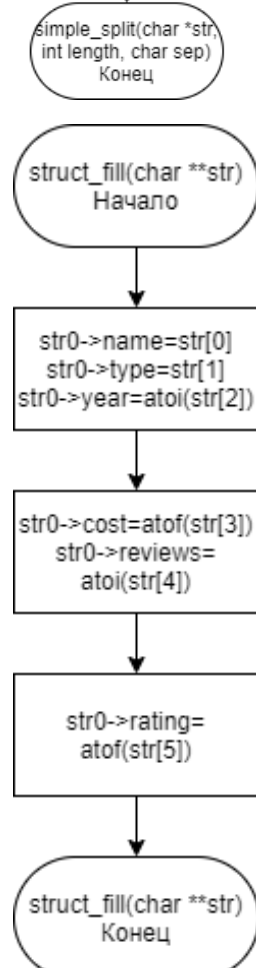 simple_split(char *str,
int length, char sep)
Конец
struct_fill(char **str)
Начало
str0->name=str[0]
str0->type=str[1]
str0->year=atoi(str[2])
str0->cost=atof(str[3])
str0->reviews=
atoi(str[4])
str0->rating=
atof(str[5])
struct_fill(char **str)
Конец